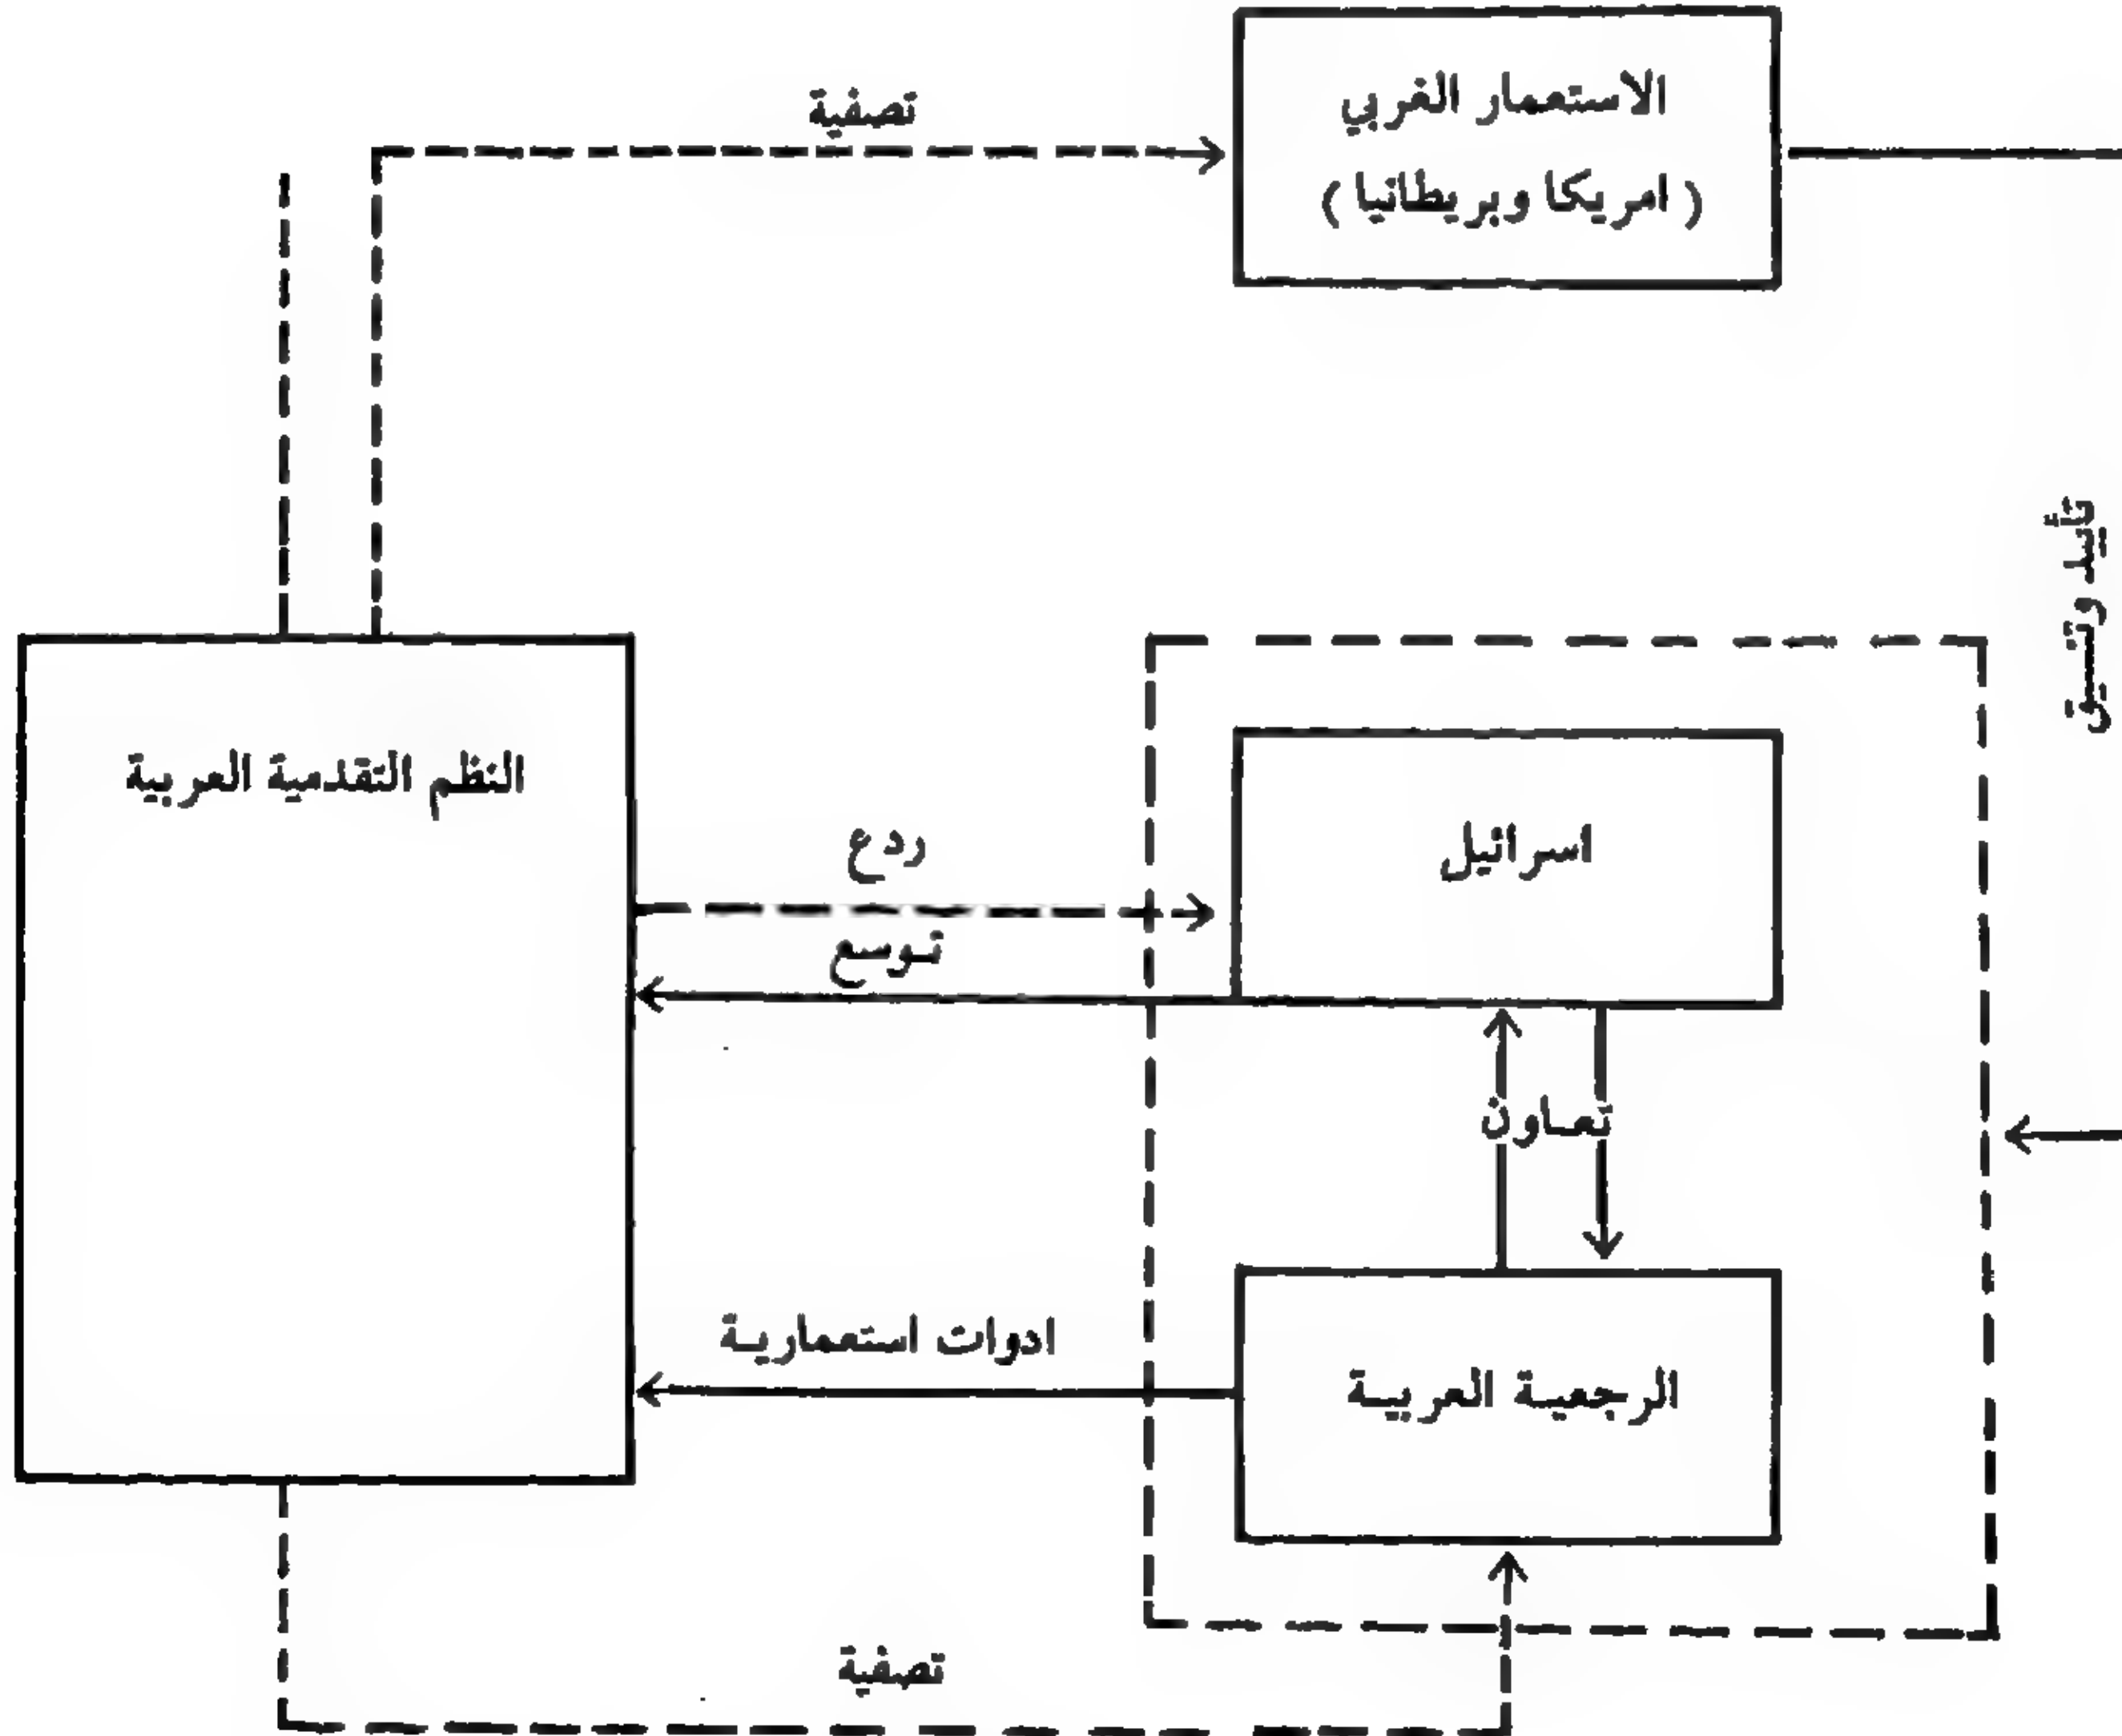 الاستعمار الغربي
( امريكا وبريطانيا )
تصفية
تأييد وتنسيق
النظم التقدمية العربية
اسرائيل
ردع
توسع
تعاون
ادوات استعمارية
الرجعية العربية
تصفية